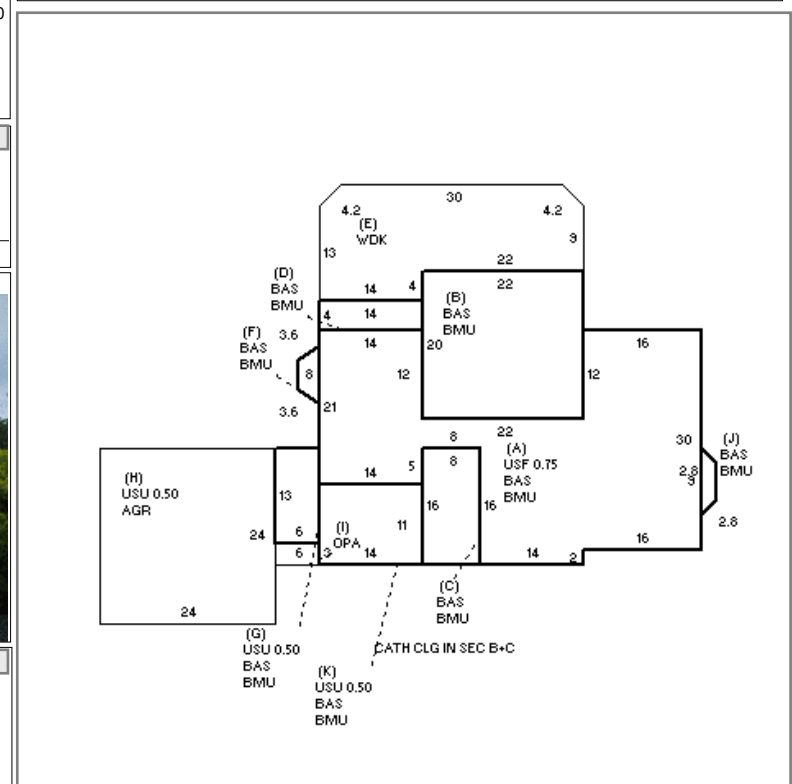 30
4.2
4.2
(E)
WDK
9
13
22
(D)
BAS
BMU
14
4
22
(B)
BAS
BMU
4
14
(F)
BAS
BMU
3.6
14
20
16
8
12
12
3.6
21
22
8
30
(J)
BAS
BMU
(A)
USF 0.75
BAS
BMU
8
14
5
2.8
9
(H)
USU 0.50
AGR
13
16
16
2.8
(I)
OPA
11
24
6
16
6
3
14
14
2
(C)
BAS
BMU
24
(G)
USU 0.50
BAS
BMU
CATH CLG IN SEC B+C
(K)
USU 0.50
BAS
BMU